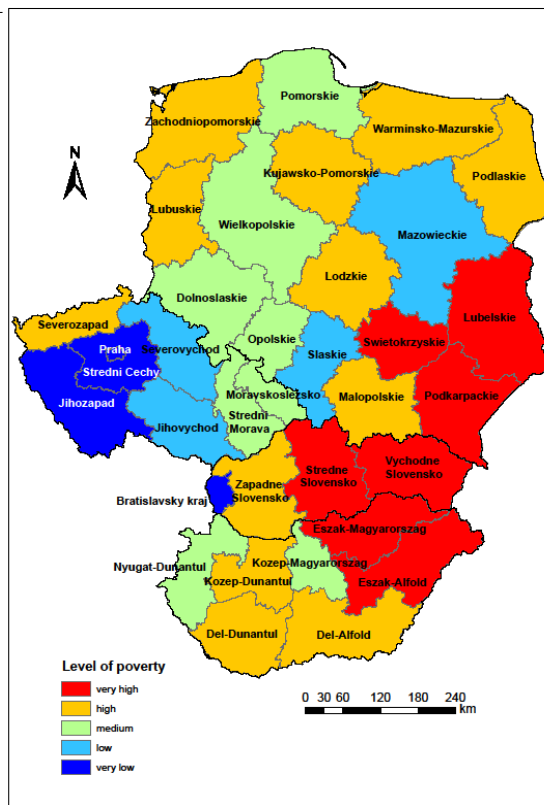 Pomorskie
Zachodniopomorskie
Warminsko-Mazurskie
N
Kujawsko-Pomorskie
Podlaskie
Lubuskie
Wielkopolskie
Mazowieckie
Lodzkie
Dolnoslaskie
Lubelskie
Severozapad
Opolskie
Swietokrzyskie
Praha
Severovychod
Slaskie
Stredni Cechy
Moravskoslezsko
Malopolskie
Podkarpackie
Jihozapad
Stredni
Morava
Jihovychod
Vychodne
Slovensko
Stredne
Slovensko
Zapadne
Slovensko
Bratislavsky kraj
Eszak-Magyarorszag
Kozep-Magyarorszag
Nyugat-Dunantul
Kozep-Dunantul
Eszak-Alfold
Del-Dunantul
Del-Alfold
Level of poverty
very high
high
medium
low
very low
0 30 60 120 180 240
km